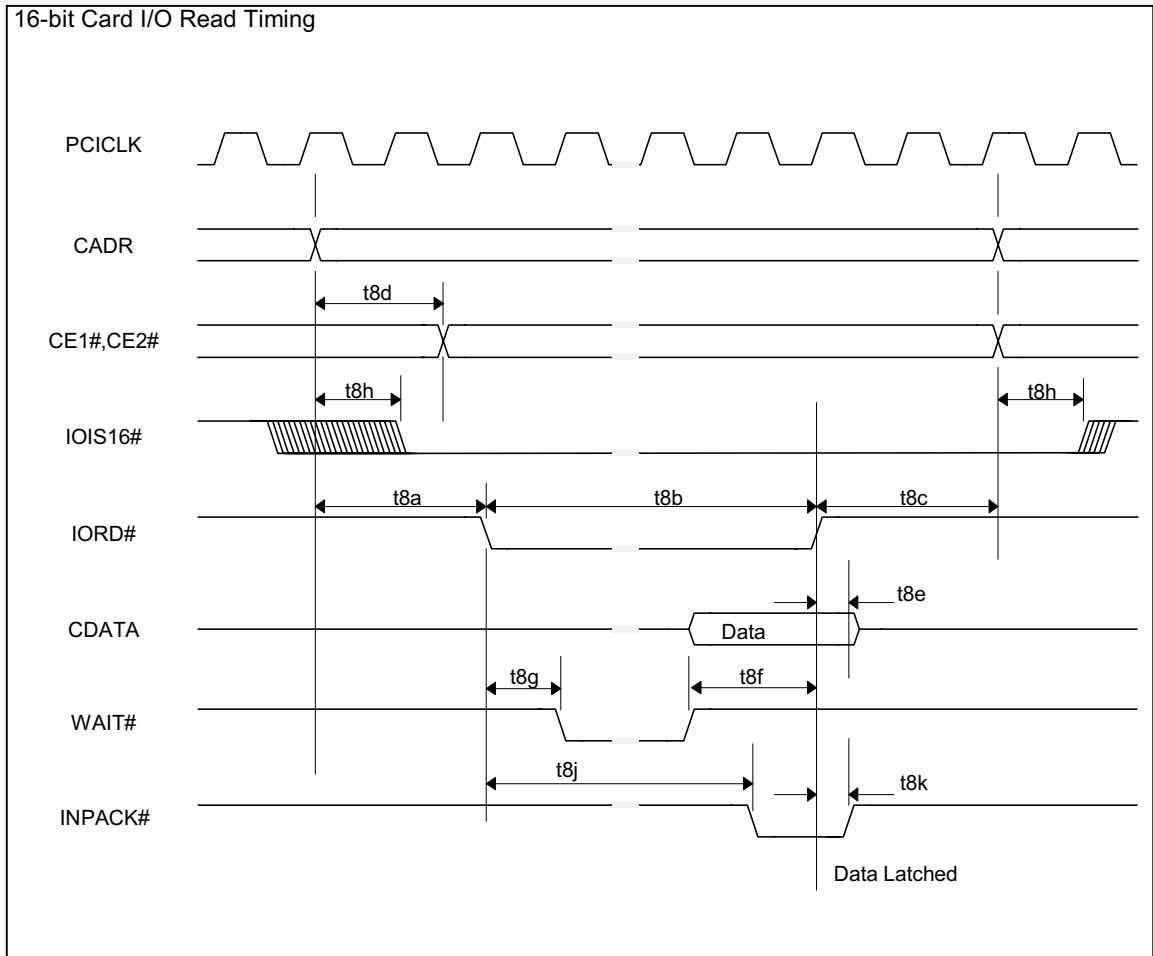 16-bit Card I/O Read Timing
PCICLK
CADR
t8d
CE1#,CE2#
t8h
t8h
IOIS16#
t8a
t8b
t8c
IORD#
t8e
CDATA
Data
t8g
t8f
WAIT#
t8j
t8k
INPACK#
Data Latched